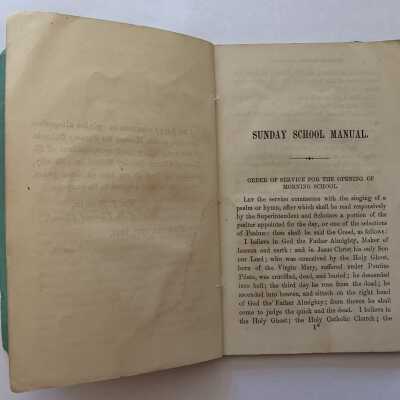 SUNDAY SCHOOL MANUAL.
ORDER OF SERVICE FOR THE OPENING OF
MORNING SCHOOL.
LET the service commence with the singing of a
psalm or hymn, after which shall be read responsively
by the Superintendent and Scholars a portion of the
psalter appointed for the day, or one of the selections
of Psalms: then shall be said the Creed, as follows:
I believe in God the Father Almighty, Maker of
heaven and earth: and in Jesus Christ his only Son
our Lord; who was conceived by the Holy Ghost,
born of the Virgin Mary, suffered under Pontius
Pilate, was crucified, dead, and buried; he descended
into hell; the third day he rose from the dead; he
ascended into heaven, and sitteth on the right hand
of God the Father Almighty; from thence he shall
come to judge the quick and the dead. I believe in
the Holy Ghost; the Holy Catholic Church; the
1*